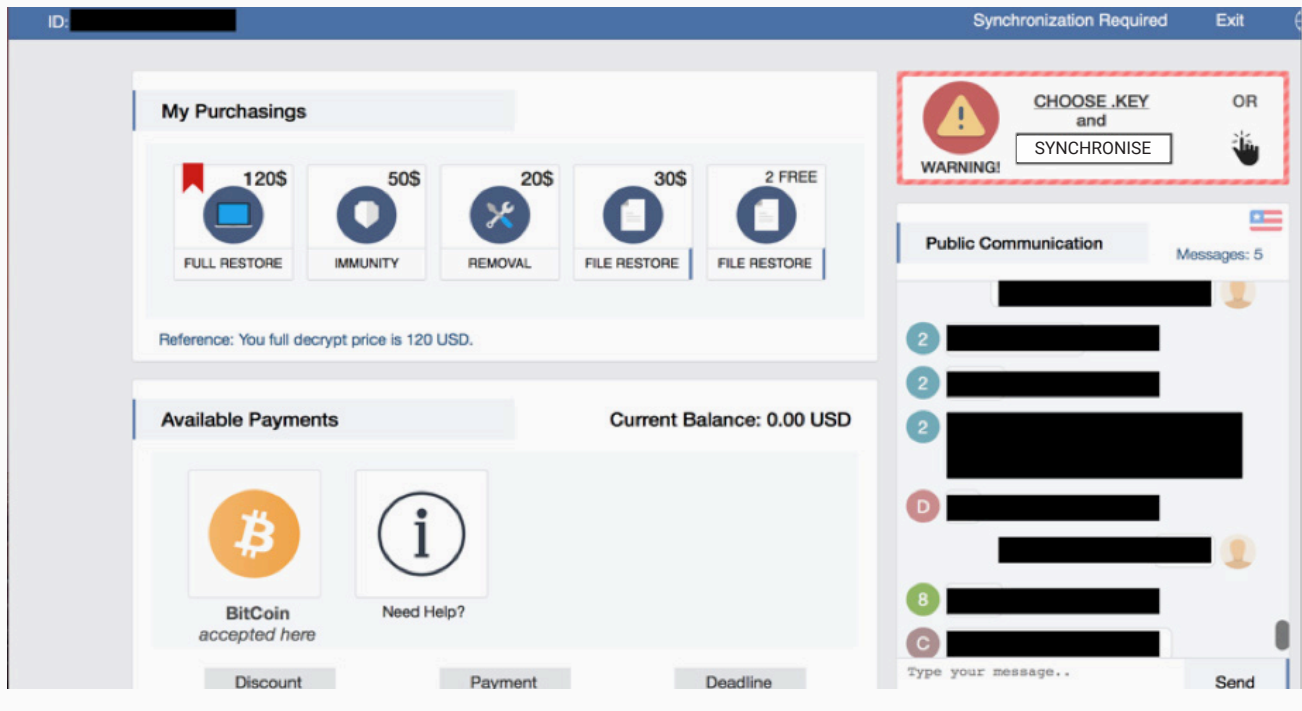 ID:
Synchronization Required
Exit
My Purchasings
120$
FULL RESTORE
50$
IMMUNITY
20$
REMOVAL
30$
FILE RESTORE
2 FREE
FILE RESTORE
Reference: You full decrypt price is 120 USD.
Available Payments
Current Balance: 0.00 USD
BitCoin
accepted here
Need Help?
Discount
Payment
Deadline
WARNING!
CHOOSE .KEY
and
SYNCHRONISE
OR
Public Communication
Messages: 5
2
2
2
D
8
C
Type your message..
Send